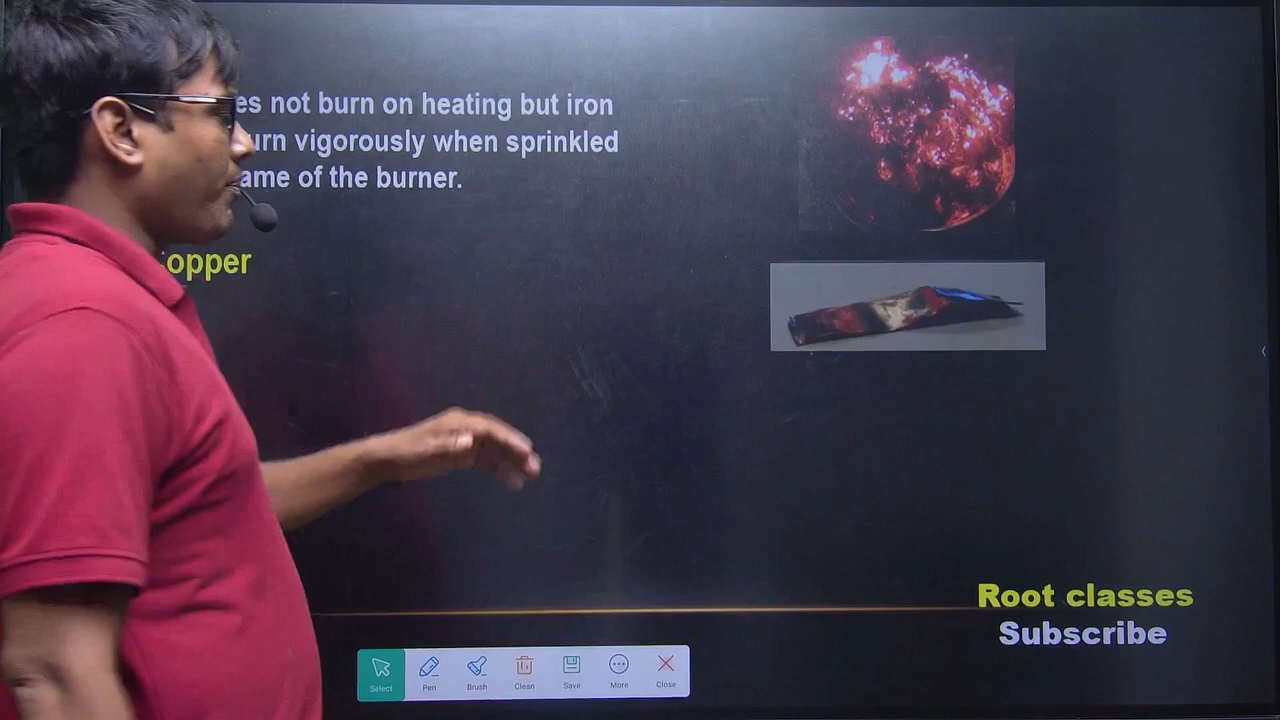 es not burn on heating but iron
urn vigorously when sprinkled
ame of the burner.
opper
Root classes
Subscribe
Select
Pen
Brush
Clean
Save
More
Close